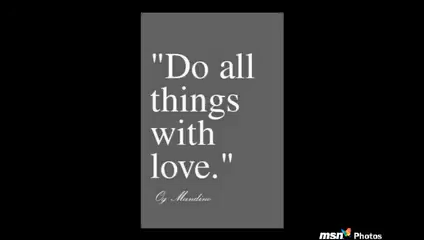 "Do all
things
with
love."
Og Mandino
msn Photos